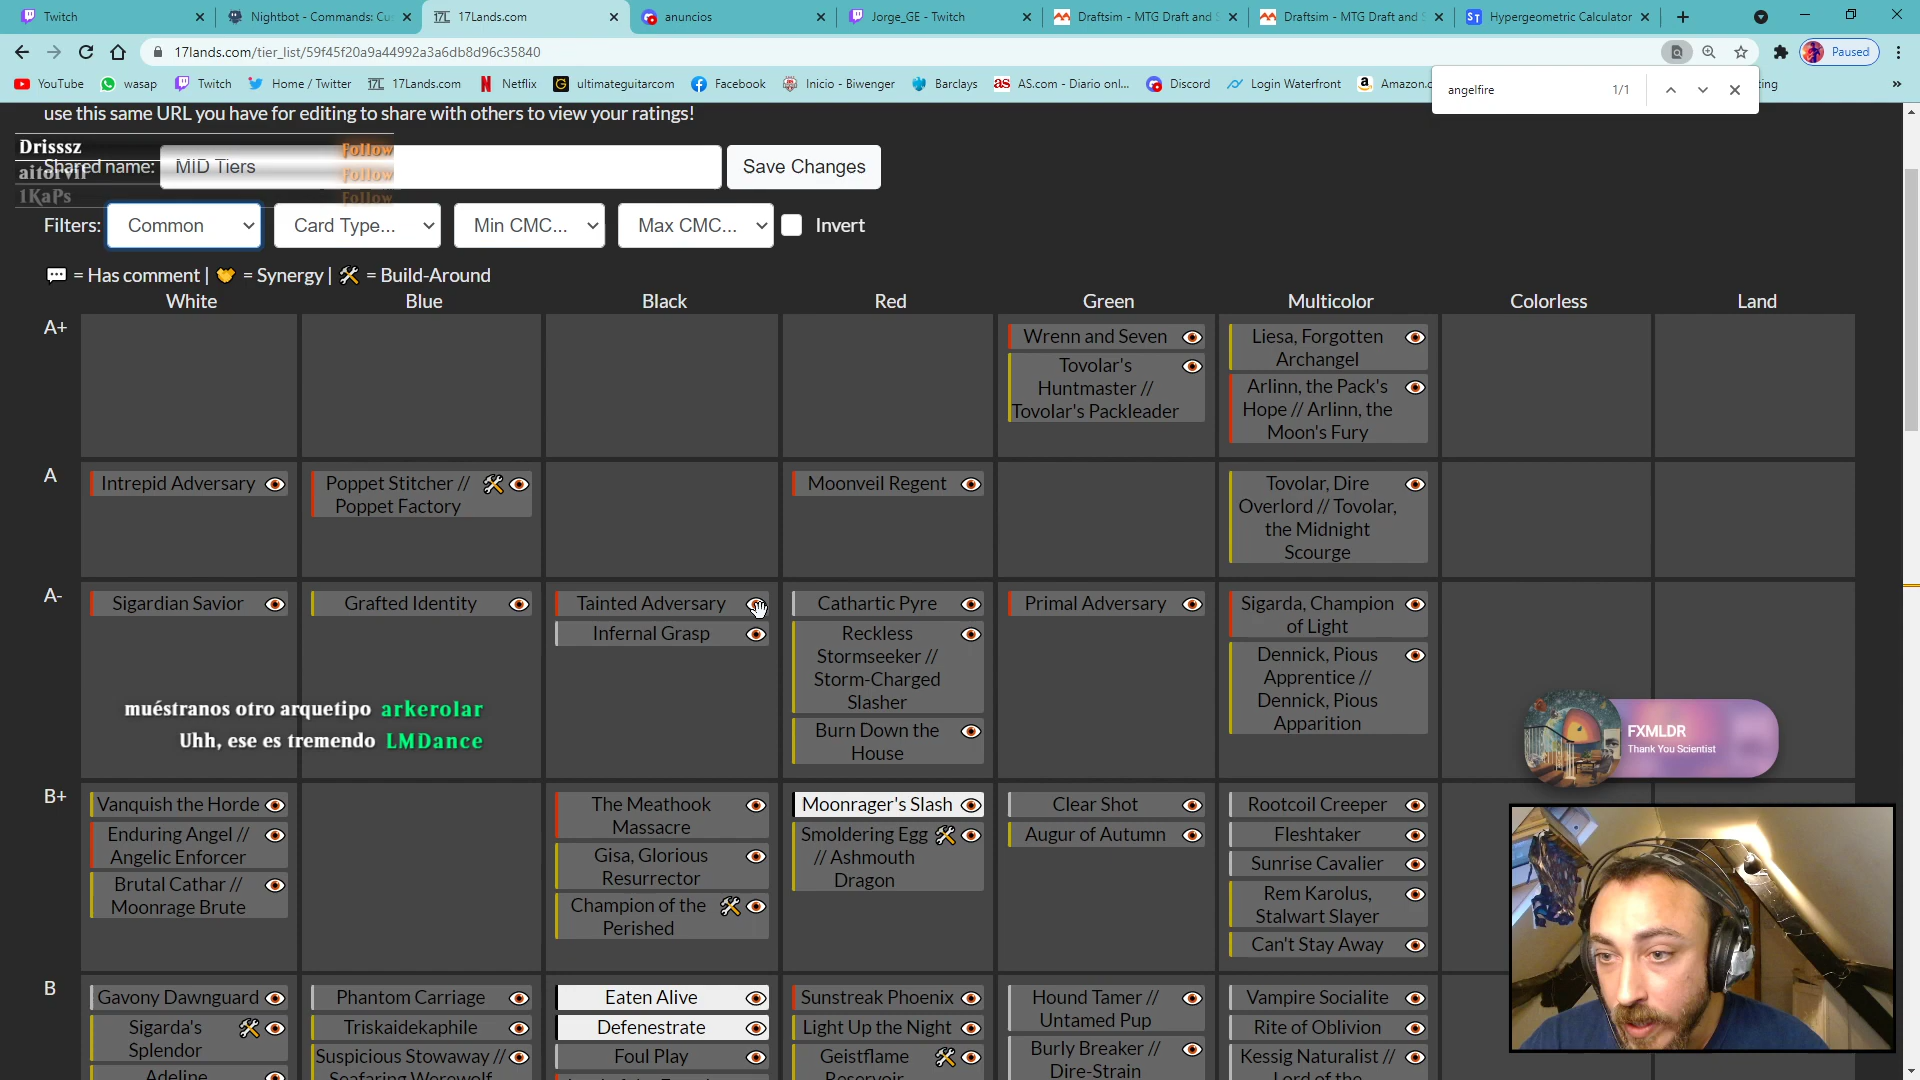 Twitch
Nightbot - Commands: Cu
17Lands.com
anuncios
Jorge_GE - Twitch
Draftsim - MTG Draft and S
Draftsim - MTG Draft and S
Hypergeometric Calculator
17lands.com/tier_list/59f45f20a9a44992a3a6db8d96c35840
Paused
YouTube
wasap
Twitch
Home / Twitter
17Lands.com
Netflix
ultimateguitarcom
Facebook
Inicio - Biwenger
Barclays
AS.com - Diario onl...
Discord
Login Waterfront
Amazon.c
angelfire 1/1
use this same URL you have for editing to share with others to view your ratings!
Drisssz Follow
aitorvil Follow
1KaPs Follow
Shared name: MID Tiers Save Changes
Filters: Common Card Type... Min CMC... Max CMC... Invert
= Has comment | = Synergy | = Build-Around
White Blue Black Red Green Multicolor Colorless Land
A+
Wrenn and Seven
Tovolar's
Huntmaster //
Tovolar's Packleader
Liesa, Forgotten
Archangel
Arlinn, the Pack's
Hope // Arlinn, the
Moon's Fury
A
Intrepid Adversary
Poppet Stitcher //
Poppet Factory
Moonveil Regent
Tovolar, Dire
Overlord // Tovolar,
the Midnight
Scourge
A-
Sigardian Savior
Grafted Identity
Tainted Adversary
Infernal Grasp
Cathartic Pyre
Reckless
Stormseeker //
Storm-Charged
Slasher
Burn Down the
House
Primal Adversary
Sigarda, Champion
of Light
Dennick, Pious
Apprentice //
Dennick, Pious
Apparition
muéstranos otro arquetipo arkerolar
Uhh, ese es tremendo LMDance
FXMLDR
Thank You Scientist
B+
Vanquish the Horde
Enduring Angel //
Angelic Enforcer
Brutal Cathar //
Moonrage Brute
The Meathook
Massacre
Gisa, Glorious
Resurrector
Champion of the
Perished
Moonrager's Slash
Smoldering Egg
// Ashmouth
Dragon
Clear Shot
Augur of Autumn
Rootcoil Creeper
Fleshtaker
Sunrise Cavalier
Rem Karolus,
Stalwart Slayer
Can't Stay Away
B
Gavony Dawnguard
Sigarda's
Splendor
Adeline
Phantom Carriage
Triskaidekaphile
Suspicious Stowaway //
Seafaring Werewolf
Eaten Alive
Defenestrate
Foul Play
Sunstreak Phoenix
Light Up the Night
Geistflame
Reservoir
Hound Tamer //
Untamed Pup
Burly Breaker //
Dire-Strain
Vampire Socialite
Rite of Oblivion
Kessig Naturalist //
Lord of the